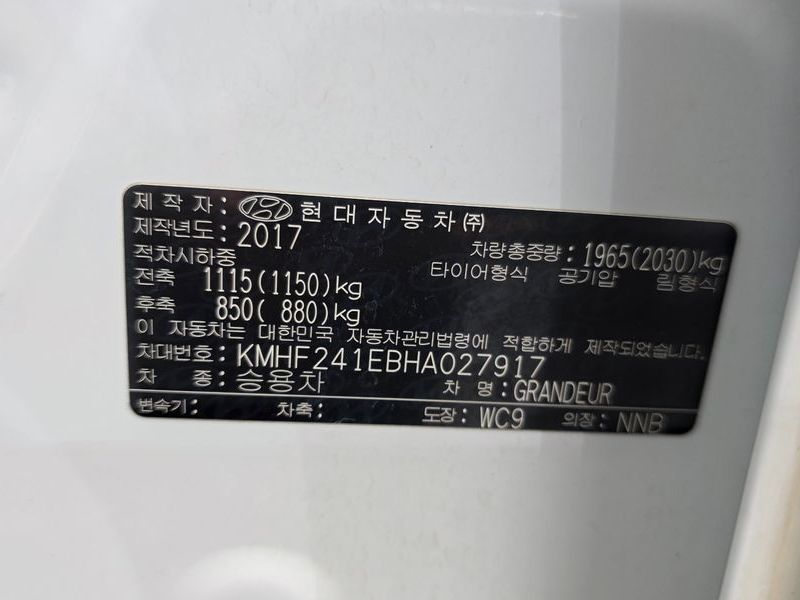 제 작 자 : 현대자동차㈜
제작년도 : 2017
적차시하중 차량총중량 : 1965(2030)kg
전축 1115(1150)kg 타이어형식 공기압 림형식
후축 850( 880)kg
이 자동차는 대한민국 자동차관리법령에 적합하게 제작되었음
차대번호 : KMHF241EBHA027917
차 종 : 승용차 차 명 : GRANDEUR
변속기 : 차축 : 도장 : WC9 의장 : NNB